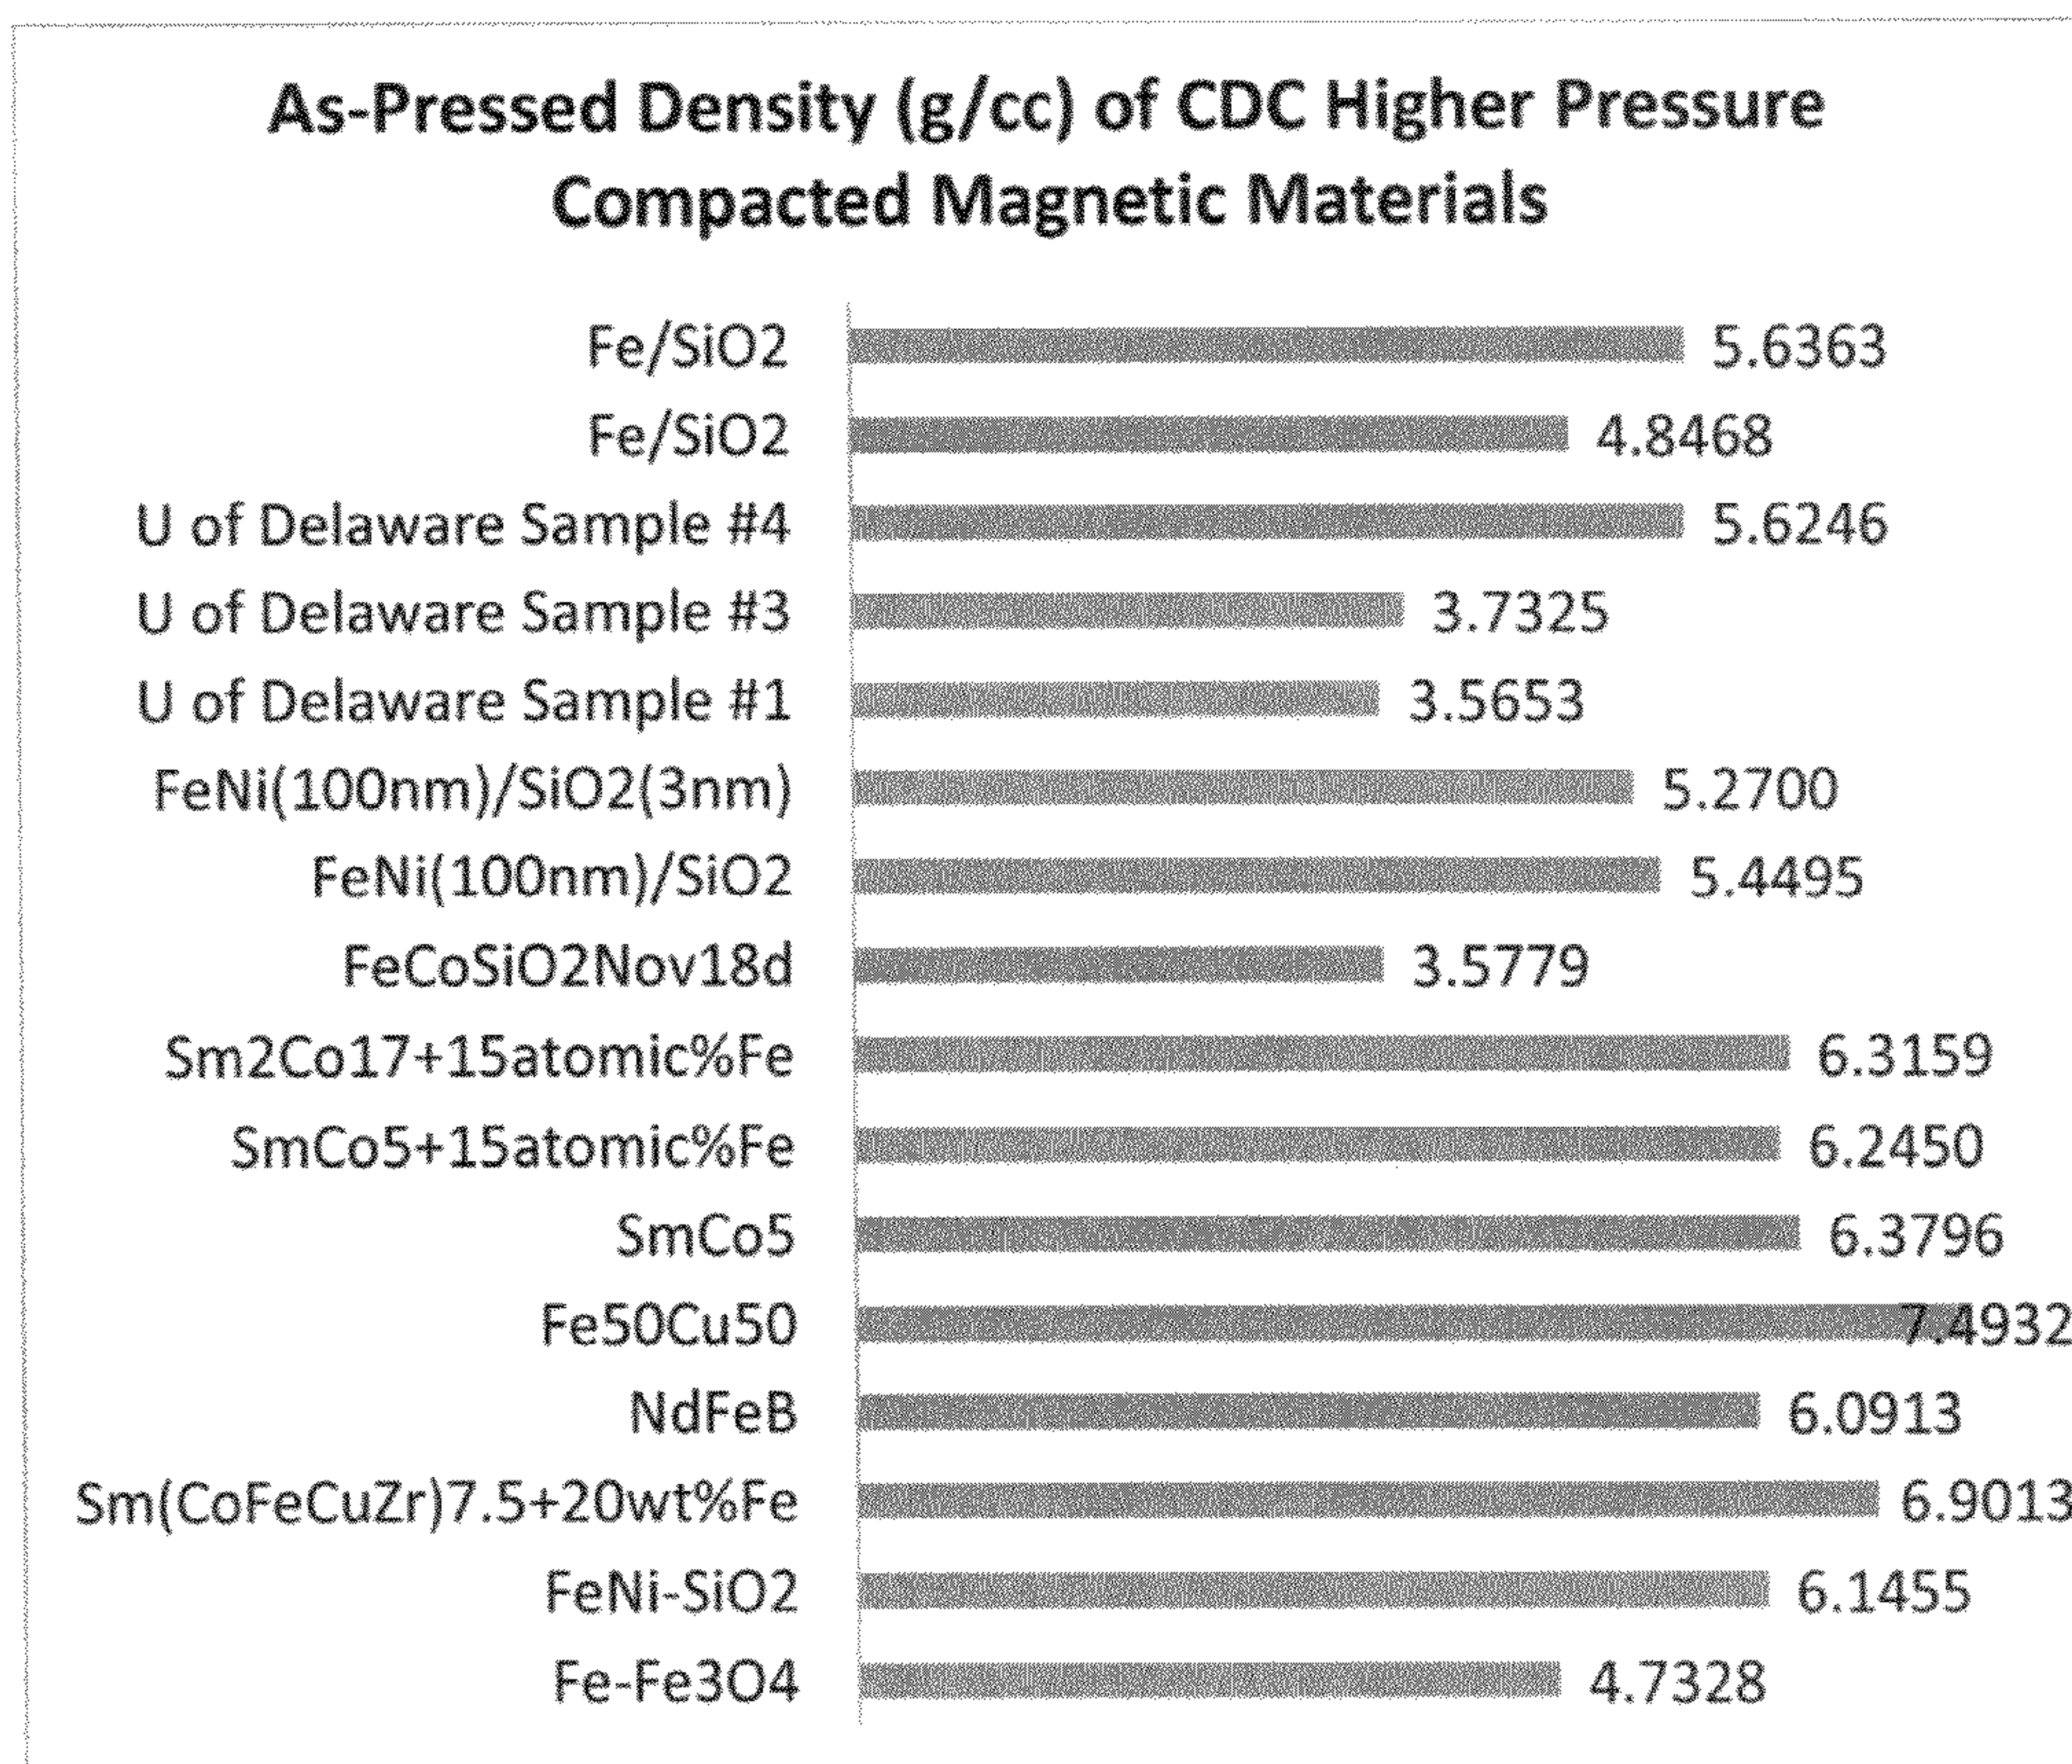 As-Pressed Density (g/cc) of CDC Higher Pressure
Compacted Magnetic Materials
Fe/SiO2 5.6363
Fe/SiO2 4.8468
U of Delaware Sample #4 5.6246
U of Delaware Sample #3 3.7325
U of Delaware Sample #1 3.5653
FeNi(100nm)/SiO2(3nm) 5.2700
FeNi(100nm)/SiO2 5.4495
FeCoSiO2Nov18d 3.5779
Sm2Co17+15atomic%Fe 6.3159
SmCo5+15atomic%Fe 6.2450
SmCo5 6.3796
Fe50Cu50 7.4932
NdFeB 6.0913
Sm(CoFeCuZr)7.5+20wt%Fe 6.9013
FeNi-SiO2 6.1455
Fe-Fe3O4 4.7328